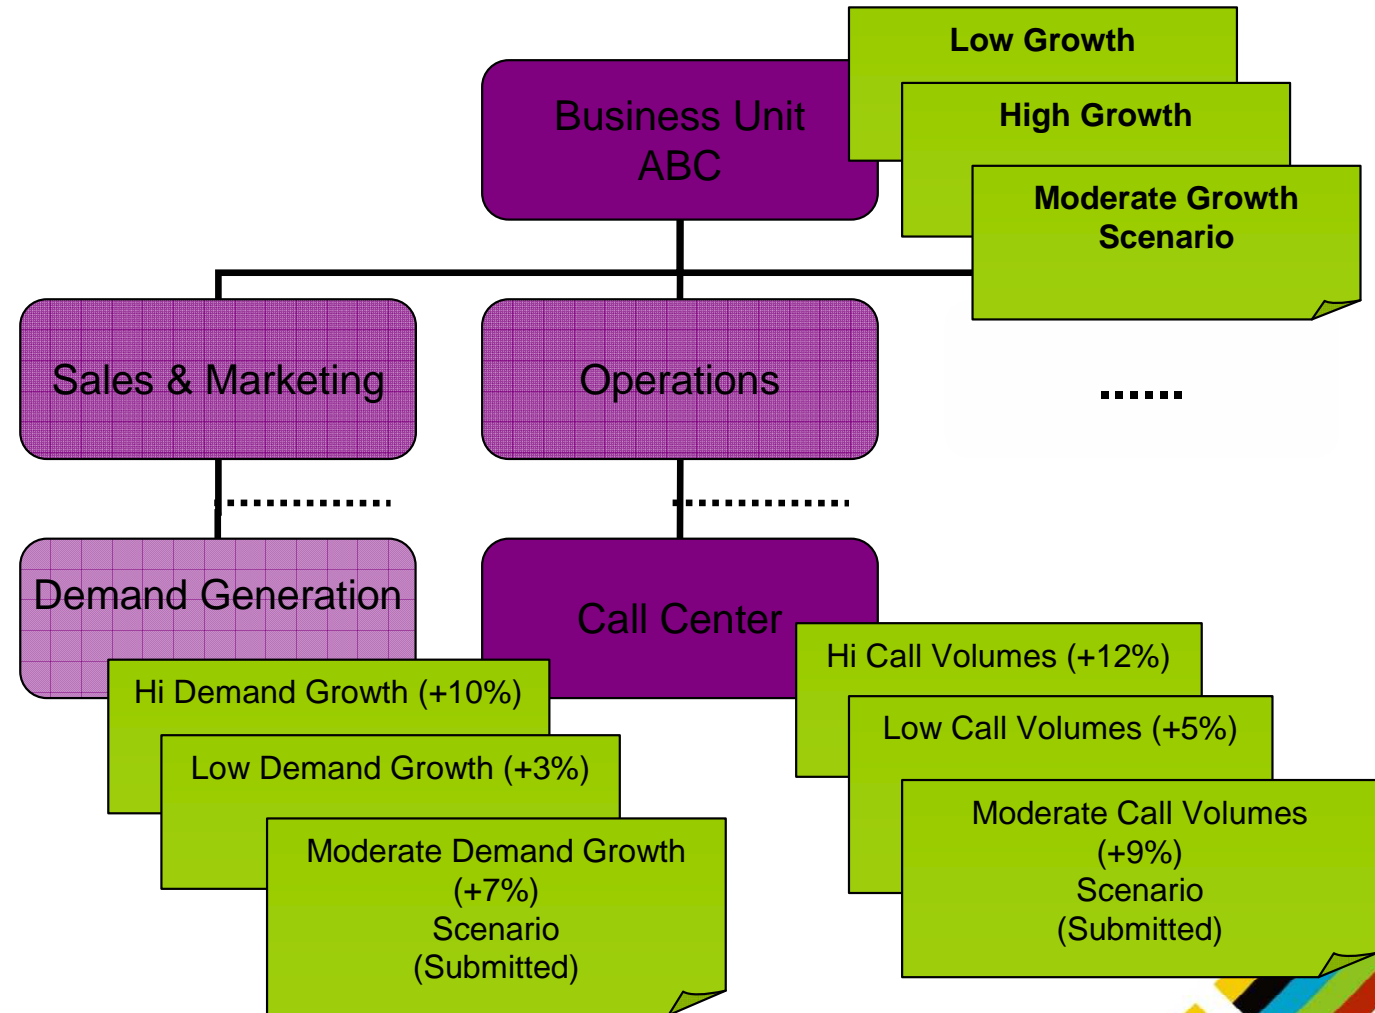 Low Growth
Business Unit
ABC
High Growth
Moderate Growth
Scenario
Sales & Marketing
Operations
......
Demand Generation
Call Center
Hi Demand Growth (+10%)
Low Demand Growth (+3%)
Moderate Demand Growth
(+7%)
Scenario
(Submitted)
Hi Call Volumes (+12%)
Low Call Volumes (+5%)
Moderate Call Volumes
(+9%)
Scenario
(Submitted)